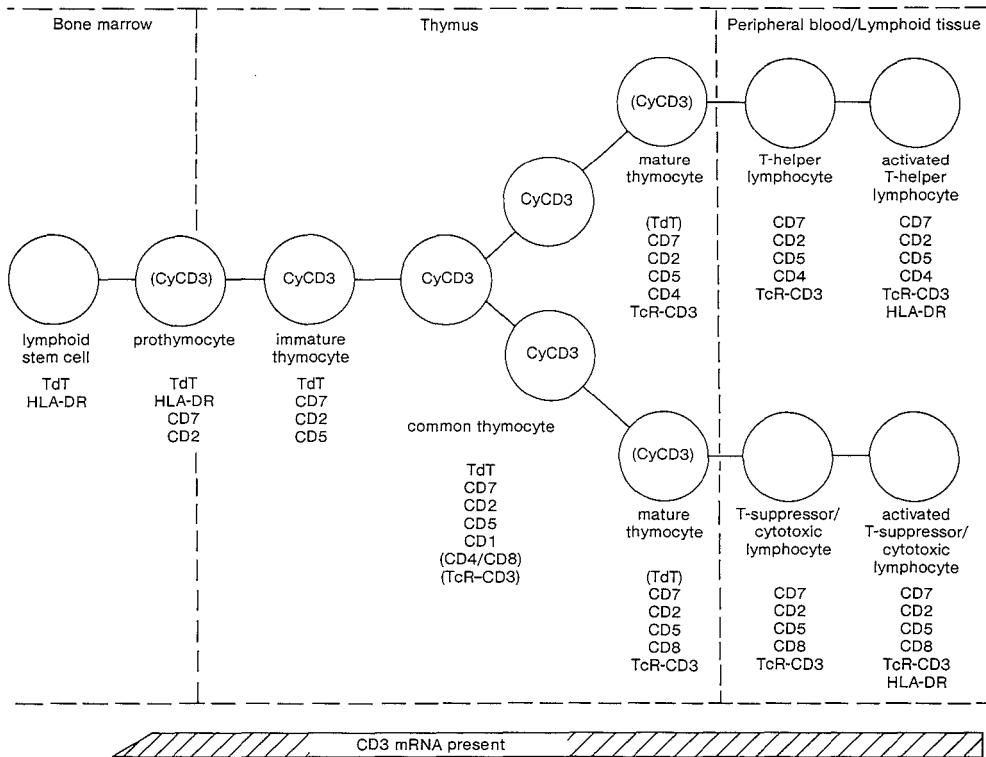 Bone marrow
Thymus
Peripheral blood/Lymphoid tissue
(CyCD3)
mature
thymocyte
(TdT)
CD7
CD2
CD5
CD4
TcR-CD3
T-helper
lymphocyte
CD7
CD2
CD5
CD4
TcR-CD3
activated
T-helper
lymphocyte
CD7
CD2
CD5
CD4
TcR-CD3
HLA-DR
CyCD3
lymphoid
stem cell
TdT
HLA-DR
(CyCD3)
prothymocyte
TdT
HLA-DR
CD7
CD2
CyCD3
immature
thymocyte
TdT
CD7
CD2
CD5
CyCD3
CyCD3
common thymocyte
TdT
CD7
CD2
CD5
CD1
(CD4/CD8)
(TcR-CD3)
(CyCD3)
mature
thymocyte
(TdT)
CD7
CD2
CD5
CD8
TcR-CD3
T-suppressor/
cytotoxic
lymphocyte
CD7
CD2
CD5
CD8
TcR-CD3
activated
T-suppressor/
cytotoxic
lymphocyte
CD7
CD2
CD5
CD8
TcR-CD3
HLA-DR
CD3 mRNA present